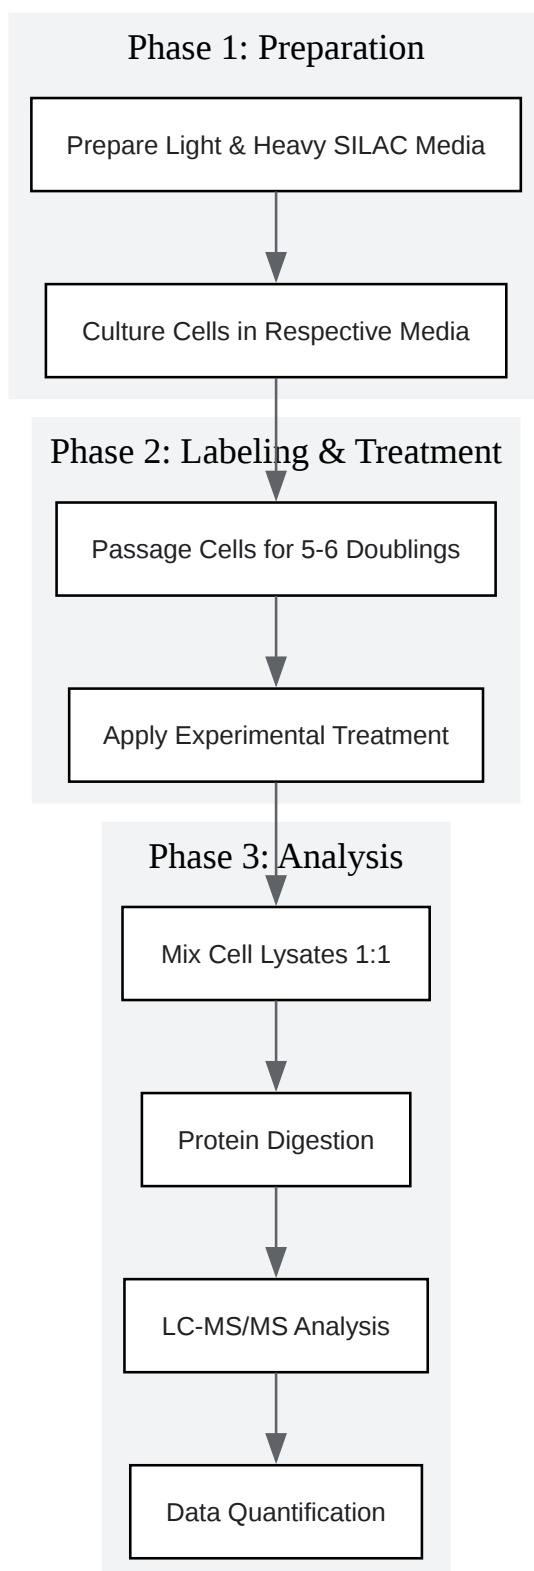 Phase 1: Preparation
Prepare Light & Heavy SILAC Media
Culture Cells in Respective Media
Phase 2: Labeling & Treatment
Passage Cells for 5-6 Doublings
Apply Experimental Treatment
Phase 3: Analysis
Mix Cell Lysates 1:1
Protein Digestion
LC-MS/MS Analysis
Data Quantification